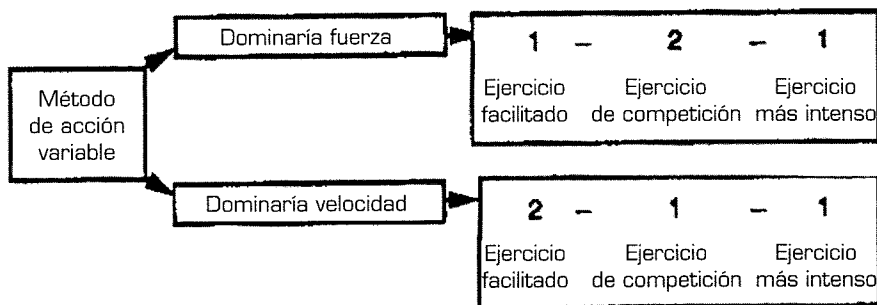 Método
de acción
variable
Dominaría fuerza
1 – 2 – 1
Ejercicio facilitado
Ejercicio de competición
Ejercicio más intenso
Dominaría velocidad
2 – 1 – 1
Ejercicio facilitado
Ejercicio de competición
Ejercicio más intenso